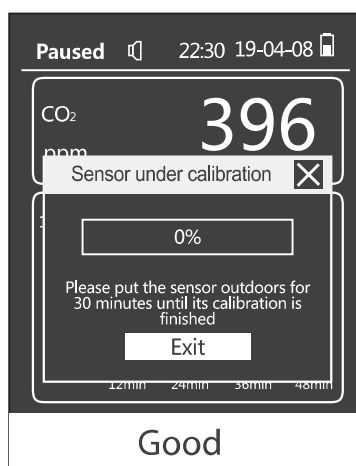 Paused 22:30 19-04-08
CO₂ 396
ppm
Sensor under calibration
0%
Please put the sensor outdoors for
30 minutes until its calibration is
finished
Exit
12min 24min 36min 48min
Good